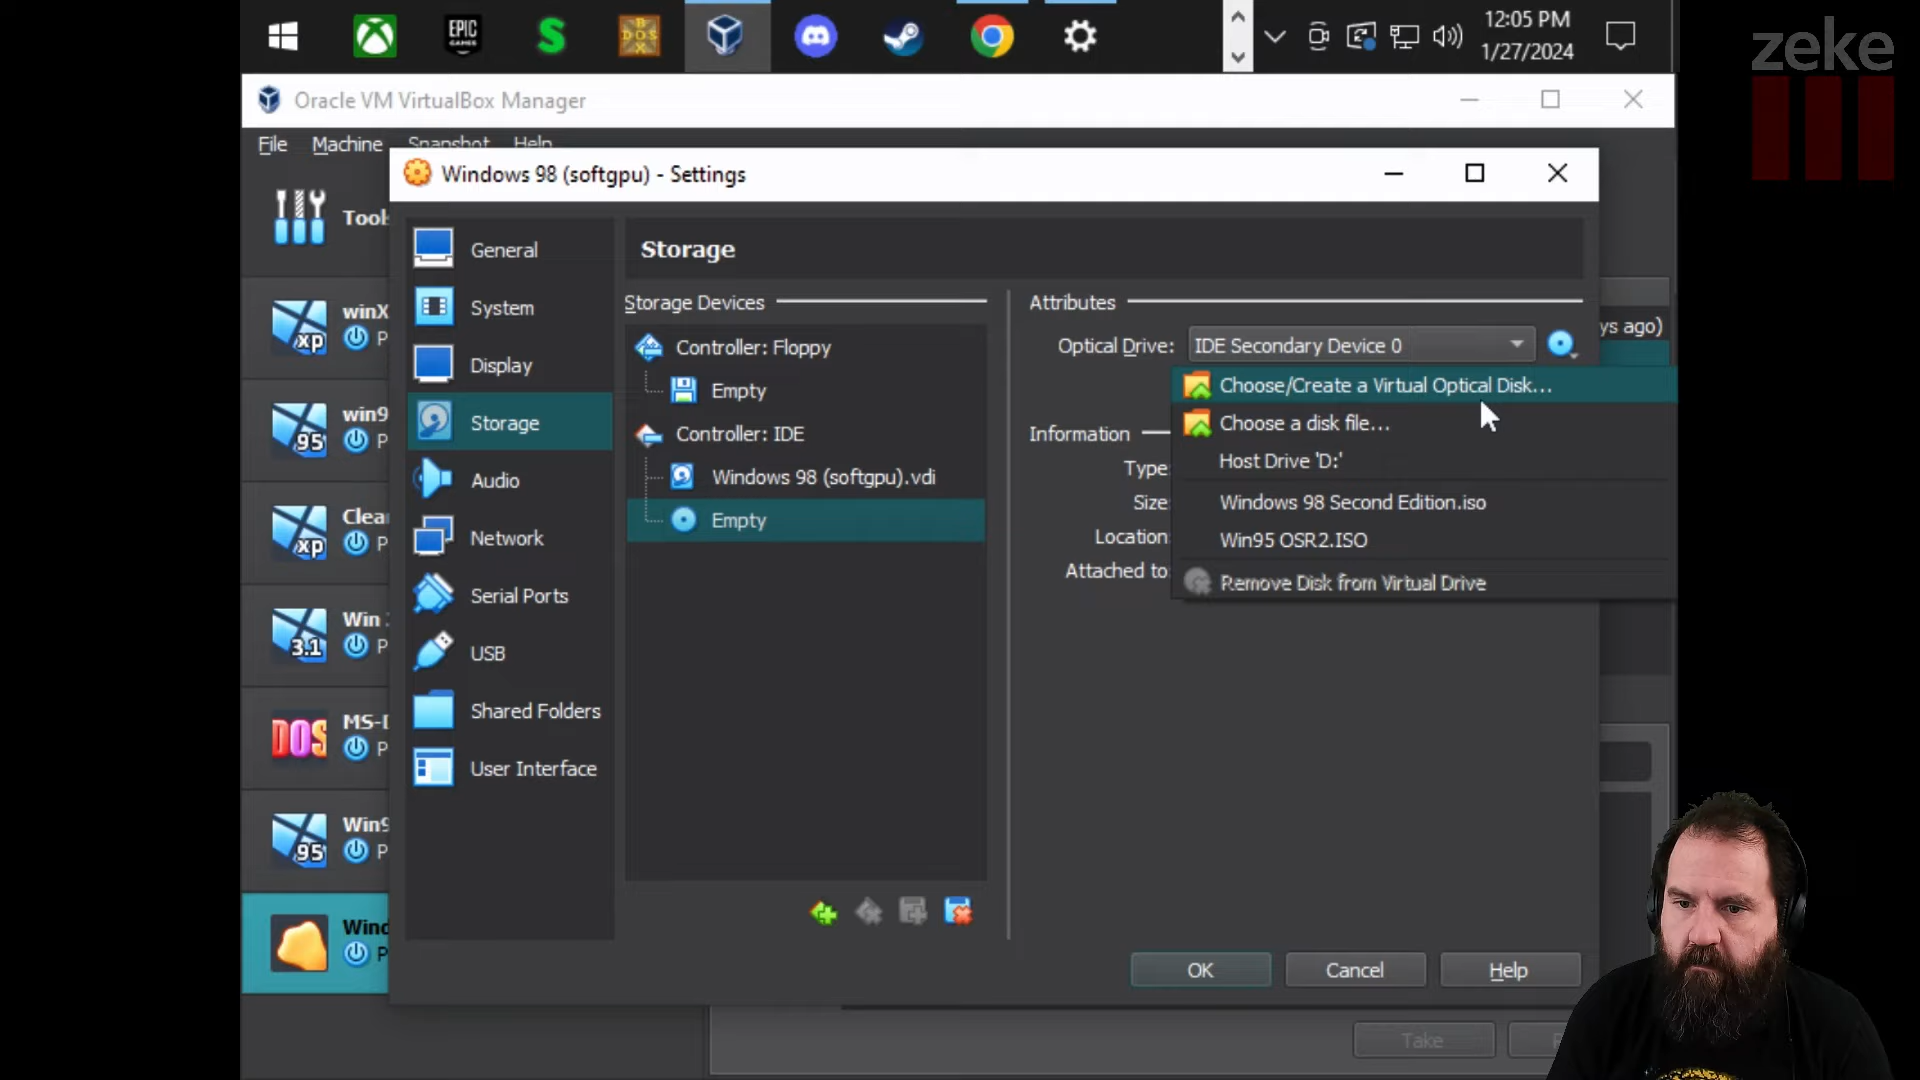 EPIC
GAMES
S
DOS
BOX
12:05 PM
1/27/2024
zeke
Oracle VM VirtualBox Manager
File Machine Snapshot Help
Windows 98 (softgpu) - Settings
Tools
General
System
Display
Storage
Audio
Network
Serial Ports
USB
Shared Folders
User Interface
Storage
Storage Devices
Controller: Floppy
Empty
Controller: IDE
Windows 98 (softgpu).vdi
Empty
Attributes
Optical Drive: IDE Secondary Device 0
Choose/Create a Virtual Optical Disk...
Choose a disk file...
Host Drive 'D:'
Windows 98 Second Edition.iso
Win95 OSR2.ISO
Remove Disk from Virtual Drive
Information
Type:
Size:
Location:
Attached to:
ys ago)
winX
P
xp
win9
P
95
Clea
P
xp
Win
P
3.1
MS-D
P
DOS
Win9
P
95
Wind
P
OK Cancel Help
Take